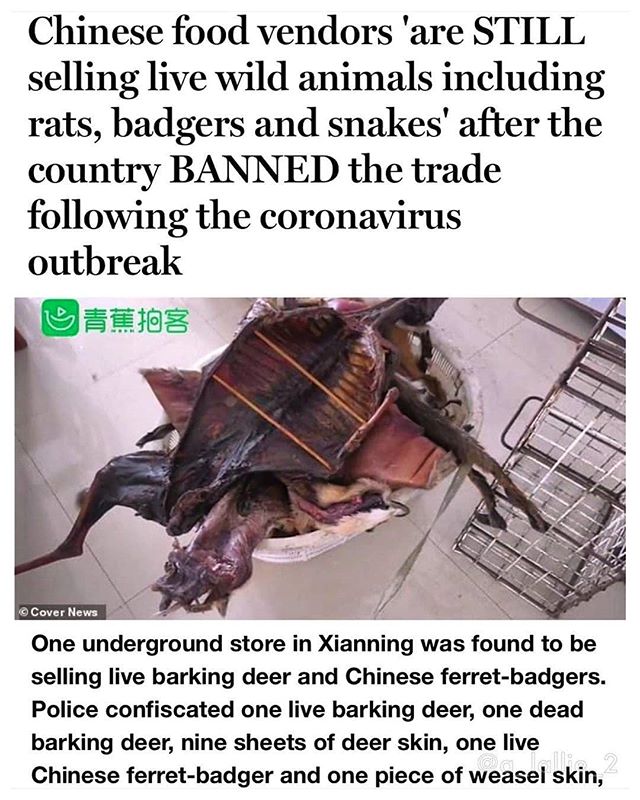 Chinese food vendors 'are STILL
selling live wild animals including
rats, badgers and snakes' after the
country BANNED the trade
following the coronavirus
outbreak
青蕉拍客
© Cover News
One underground store in Xianning was found to be
selling live barking deer and Chinese ferret-badgers.
Police confiscated one live barking deer, one dead
barking deer, nine sheets of deer skin, one live
Chinese ferret-badger and one piece of weasel skin,